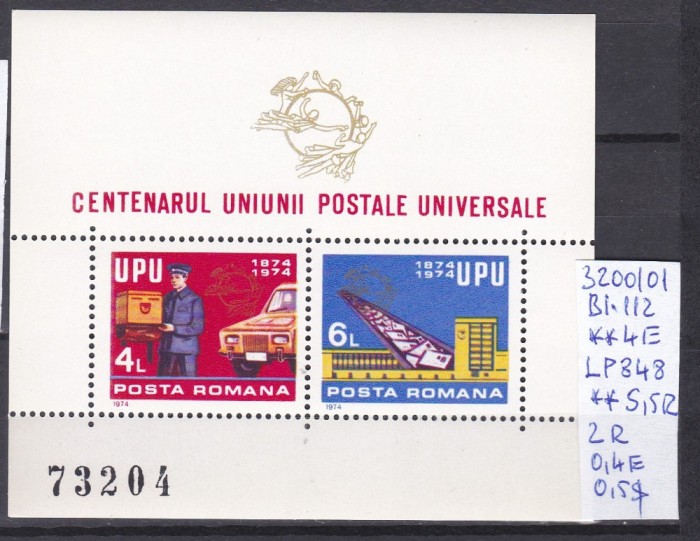 CENTENARUL UNIUNII POSTALE UNIVERSALE
UPU 1874
1974
4L
POSTA ROMANA
1974
1874 UPU
1974
6L
POSTA ROMANA
1974
73204
3200/01
Bl.112
**4E
LP348
**5,5R
2R
0,4E
0,5$